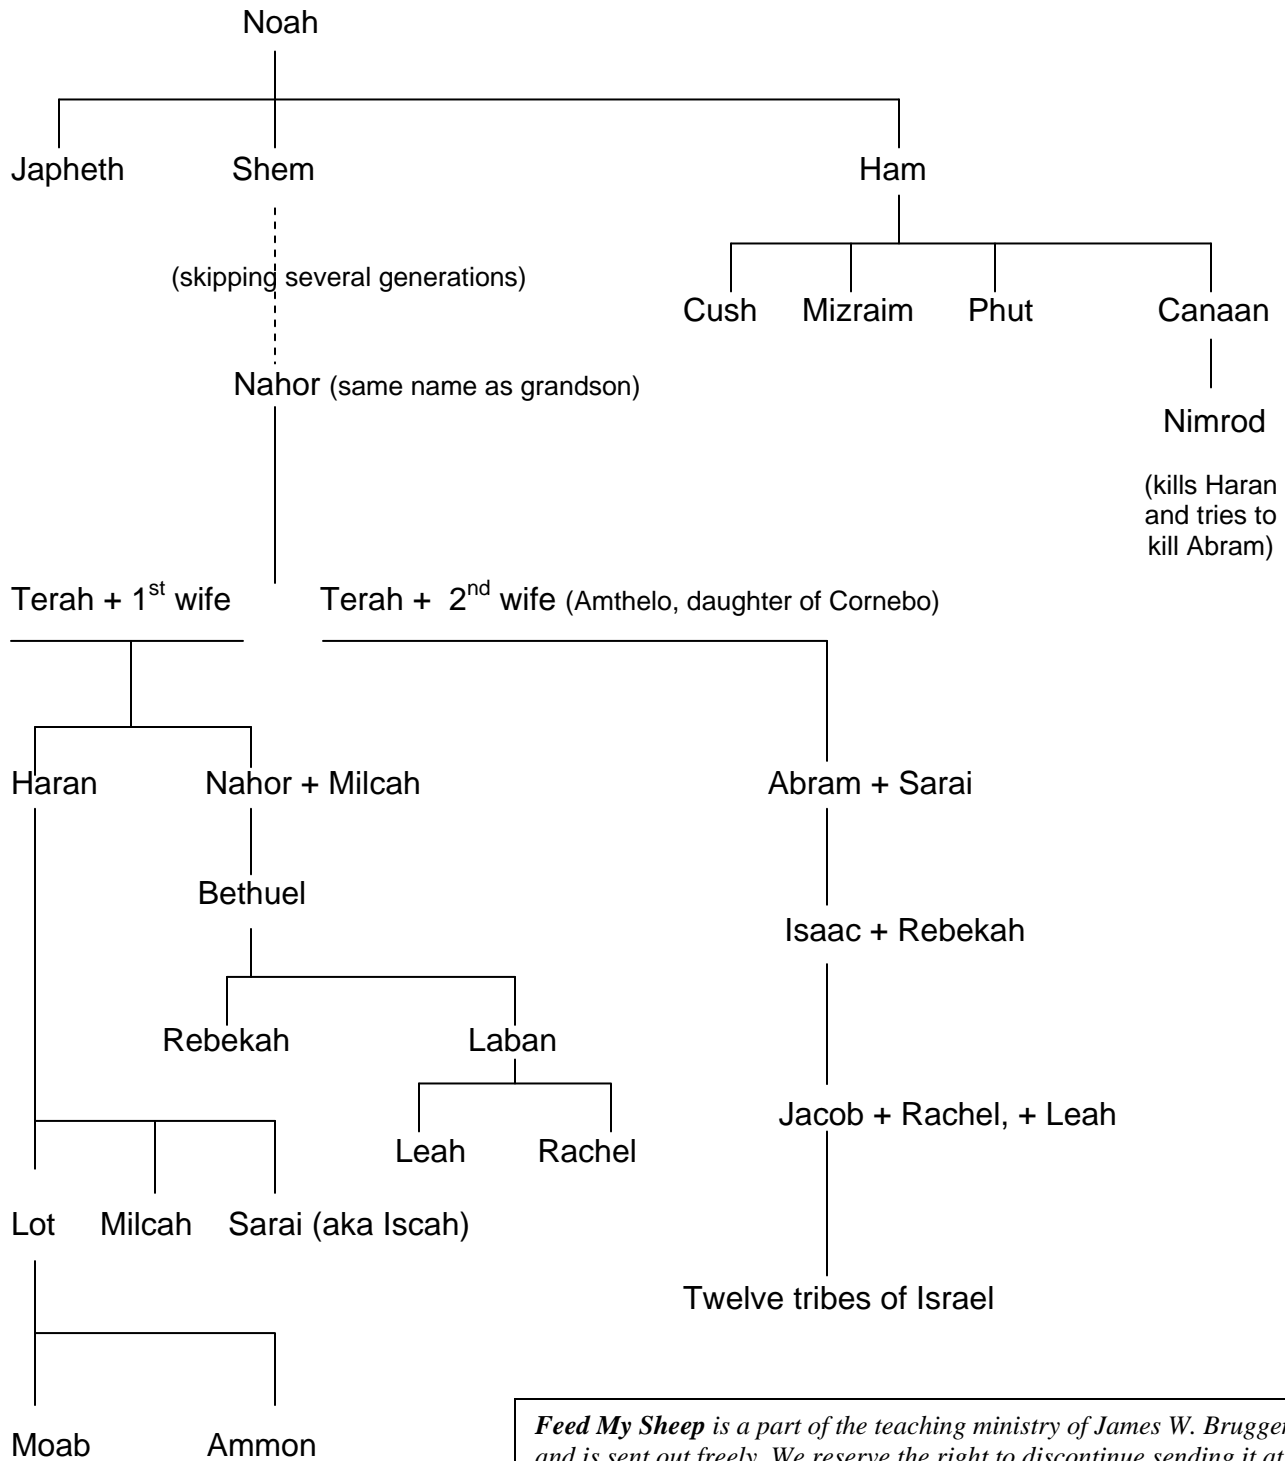 Noah
Japheth Shem Ham
(skipping several generations)
Cush Mizraim Phut Canaan
Nahor (same name as grandson)
Nimrod
(kills Haran
and tries to
kill Abram)
Terah + 1st wife Terah + 2nd wife (Amthelo, daughter of Cornebo)
Haran Nahor + Milcah Abram + Sarai
Bethuel
Isaac + Rebekah
Rebekah Laban
Jacob + Rachel, + Leah
Leah Rachel
Lot Milcah Sarai (aka Iscah)
Twelve tribes of Israel
Moab Ammon
Feed My Sheep is a part of the teaching ministry of James W. Brugge
and is sent out freely. We reserve the right to discontinue sending it at